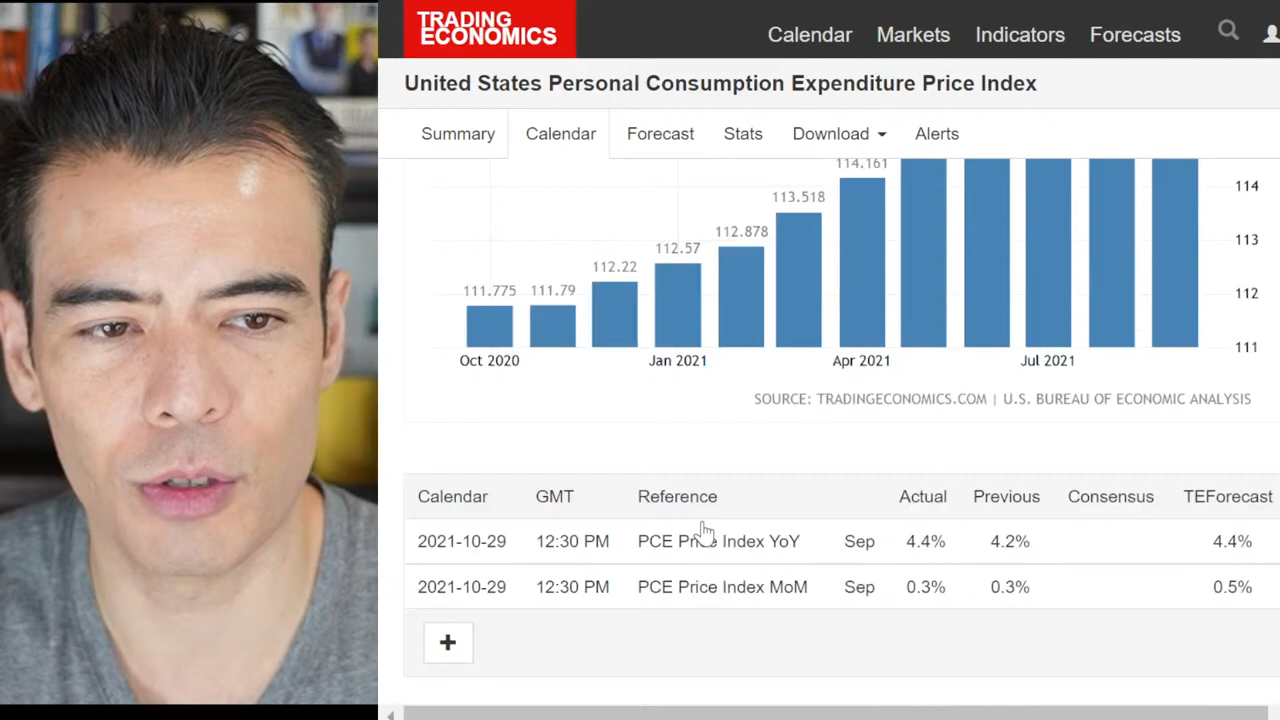 TRADING
ECONOMICS
Calendar Markets Indicators Forecasts
United States Personal Consumption Expenditure Price Index
Summary Calendar Forecast Stats Download Alerts
114.161
114
113.518
113
112.878
112.57
112.22
112
111.775 111.79
111
Oct 2020 Jan 2021 Apr 2021 Jul 2021
SOURCE: TRADINGECONOMICS.COM | U.S. BUREAU OF ECONOMIC ANALYSIS
Calendar GMT Reference Actual Previous Consensus TEForecast
2021-10-29 12:30 PM PCE Price Index YoY Sep 4.4% 4.2% 4.4%
2021-10-29 12:30 PM PCE Price Index MoM Sep 0.3% 0.3% 0.5%
+